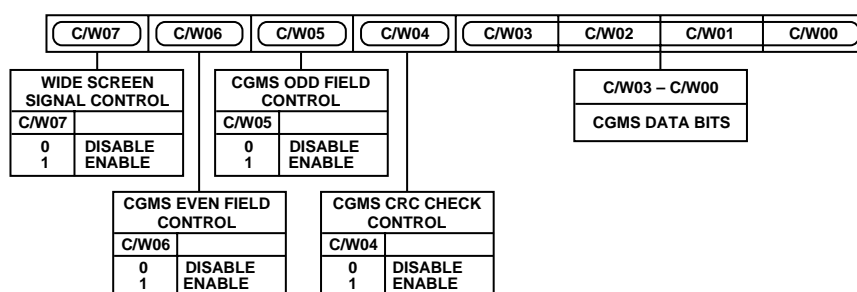 C/W07 C/W06 C/W05 C/W04 C/W03 C/W02 C/W01 C/W00
WIDE SCREEN
SIGNAL CONTROL
C/W07
0 DISABLE
1 ENABLE
CGMS ODD FIELD
CONTROL
C/W05
0 DISABLE
1 ENABLE
C/W03 – C/W00
CGMS DATA BITS
CGMS EVEN FIELD
CONTROL
C/W06
0 DISABLE
1 ENABLE
CGMS CRC CHECK
CONTROL
C/W04
0 DISABLE
1 ENABLE